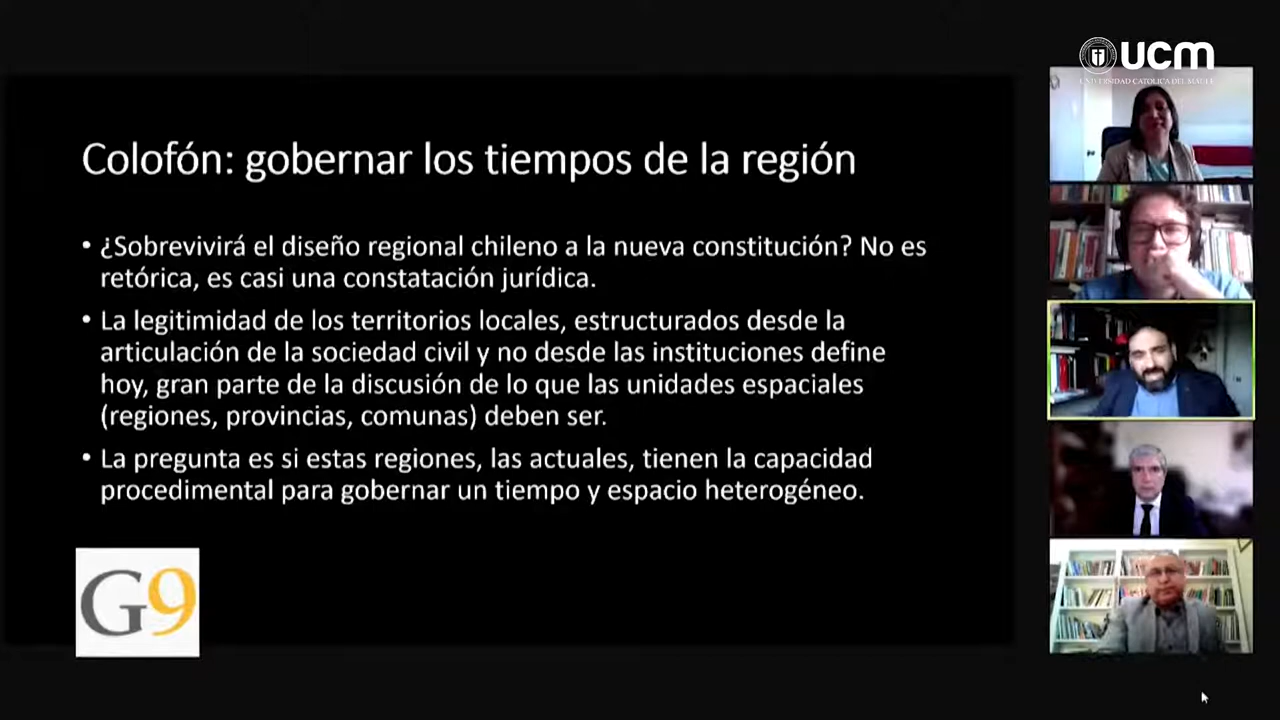 ucm
UNIVERSIDAD CATOLICA DEL MAULE
Colofón: gobernar los tiempos de la región
• ¿Sobrevivirá el diseño regional chileno a la nueva constitución? No es
retórica, es casi una constatación jurídica.
• La legitimidad de los territorios locales, estructurados desde la
articulación de la sociedad civil y no desde las instituciones define
hoy, gran parte de la discusión de lo que las unidades espaciales
(regiones, provincias, comunas) deben ser.
• La pregunta es si estas regiones, las actuales, tienen la capacidad
procedimental para gobernar un tiempo y espacio heterogéneo.
G9